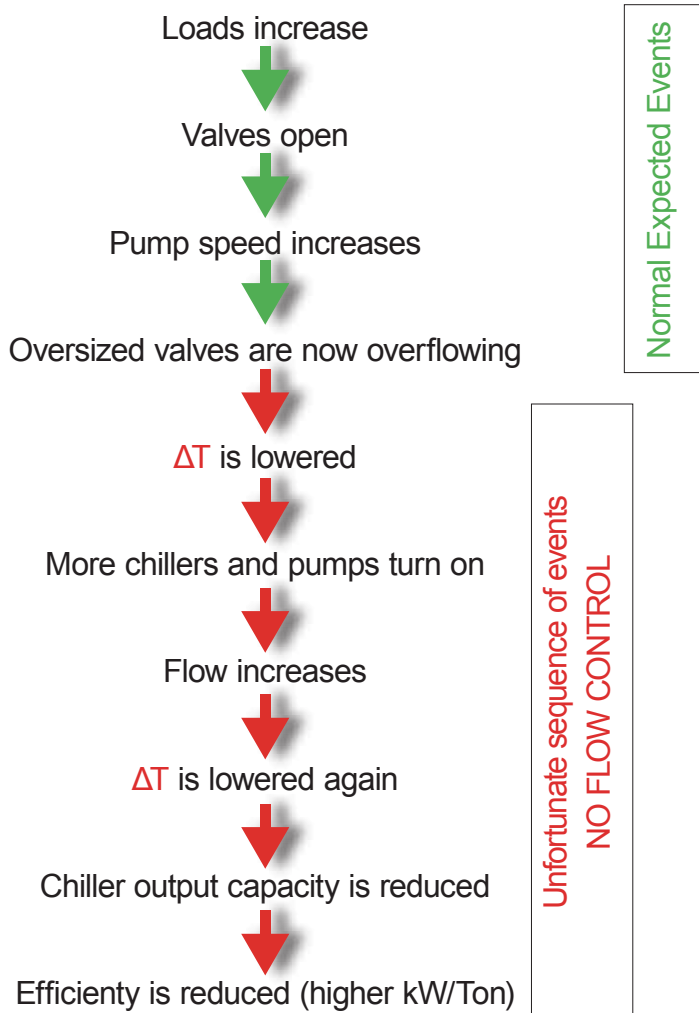 Loads increase
Valves open
Pump speed increases
Oversized valves are now overflowing
ΔT is lowered
More chillers and pumps turn on
Flow increases
ΔT is lowered again
Chiller output capacity is reduced
Efficienty is reduced (higher kW/Ton)
Normal Expected Events
Unfortunate sequence of events
NO FLOW CONTROL